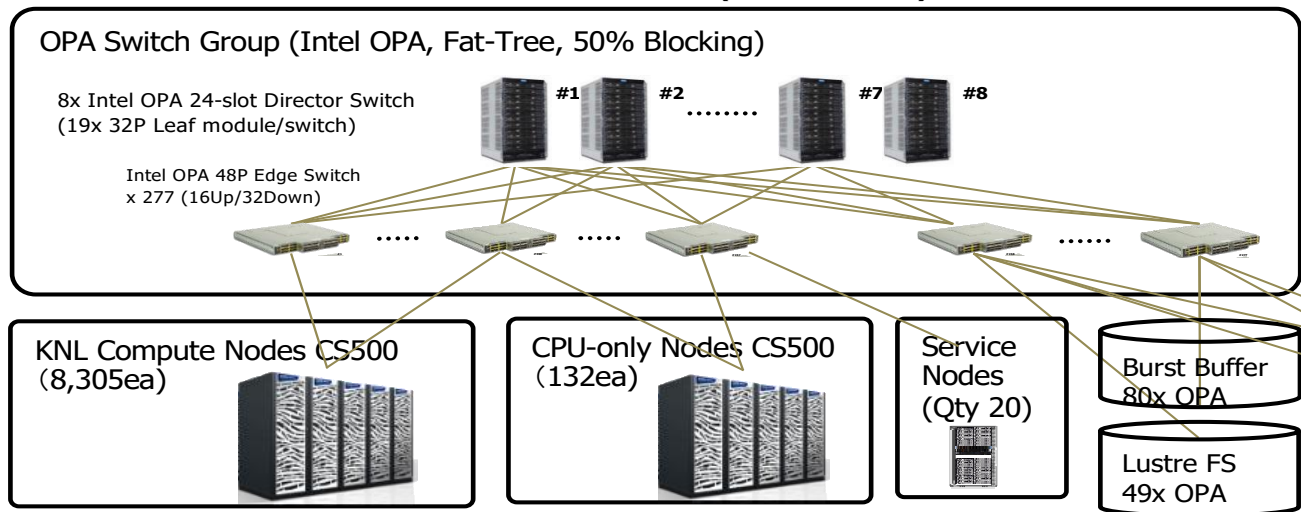 OPA Switch Group (Intel OPA, Fat-Tree, 50% Blocking)
8x Intel OPA 24-slot Director Switch
(19x 32P Leaf module/switch)
#1
#2
........
#7
#8
Intel OPA 48P Edge Switch
x 277 (16Up/32Down)
.....
.....
......
KNL Compute Nodes CS500
(8,305ea)
CPU-only Nodes CS500
(132ea)
Service
Nodes
(Qty 20)
Burst Buffer
80x OPA
Lustre FS
49x OPA